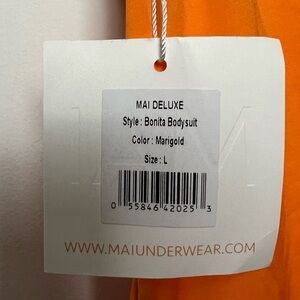 MAI DELUXE
Style : Bonita Bodysuit
Color : Marigold
Size : L
0 55846 42025 3
WWW.MAIUNDERWEAR.COM